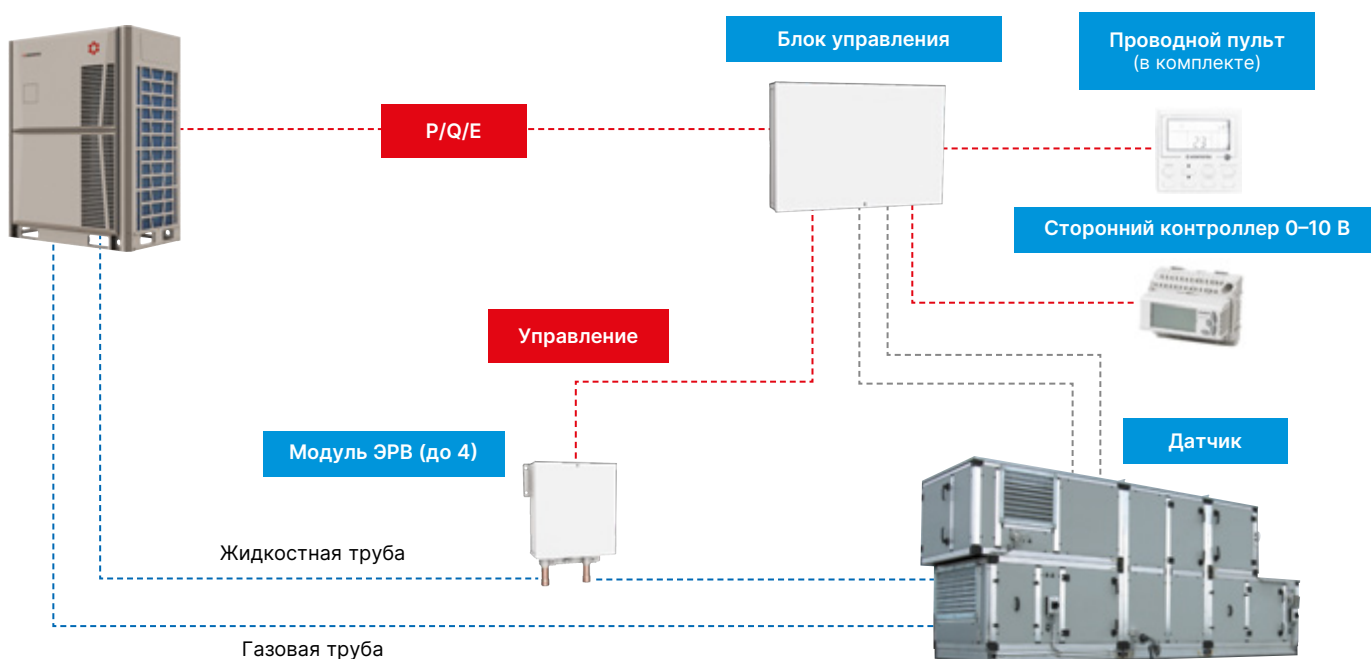 Блок управления
Проводной пульт
(в комплекте)
P/Q/E
23
Сторонний контроллер 0–10 В
Управление
Модуль ЭРВ (до 4)
Датчик
Жидкостная труба
Газовая труба